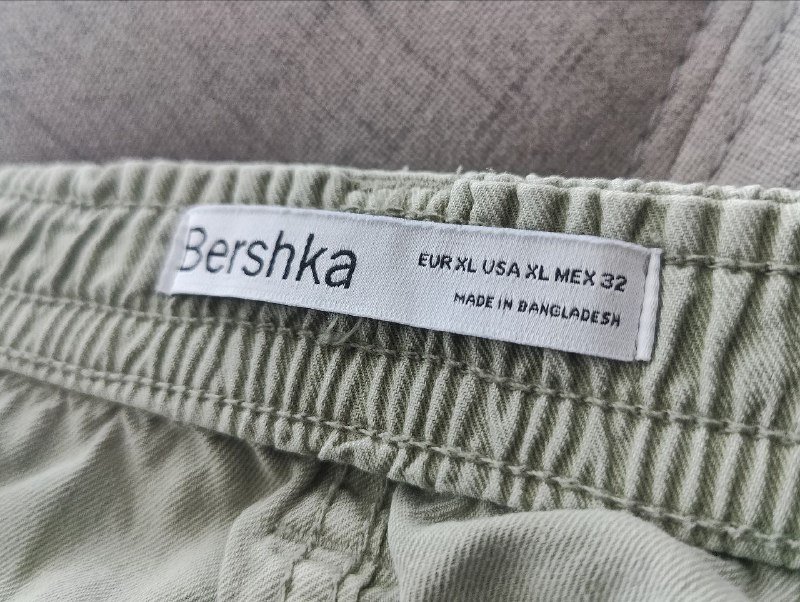 Bershka
EUR XL USA XL MEX 32
MADE IN BANGLADESH